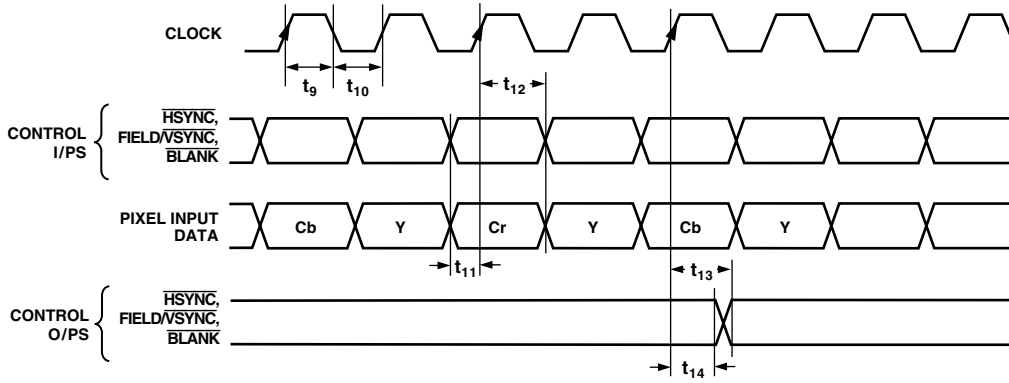 CLOCK
t9 t10 t12
CONTROL
I/PS
HSYNC,
FIELD/VSYNC,
BLANK
PIXEL INPUT
DATA
Cb Y Cr Y Cb Y
t11 t13
CONTROL
O/PS
HSYNC,
FIELD/VSYNC,
BLANK
t14